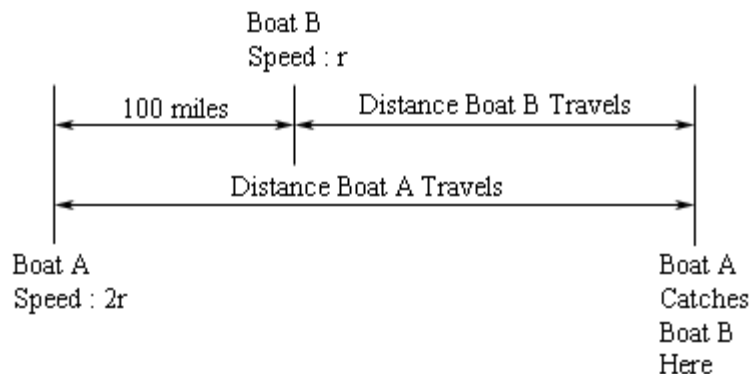 Boat B
Speed : r
100 miles
Distance Boat B Travels
Distance Boat A Travels
Boat A
Speed : 2r
Boat A
Catches
Boat B
Here